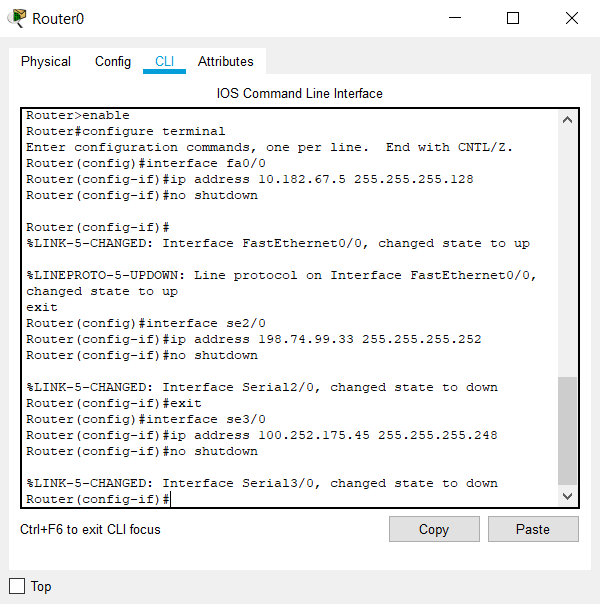 Router0
Physical Config CLI Attributes
IOS Command Line Interface
Router>enable
Router#configure terminal
Enter configuration commands, one per line.  End with CNTL/Z.
Router(config)#interface fa0/0
Router(config-if)#ip address 10.182.67.5 255.255.255.128
Router(config-if)#no shutdown
Router(config-if)#
%LINK-5-CHANGED: Interface FastEthernet0/0, changed state to up
%LINEPROTO-5-UPDOWN: Line protocol on Interface FastEthernet0/0,
changed state to up
exit
Router(config)#interface se2/0
Router(config-if)#ip address 198.74.99.33 255.255.255.252
Router(config-if)#no shutdown
%LINK-5-CHANGED: Interface Serial2/0, changed state to down
Router(config-if)#exit
Router(config)#interface se3/0
Router(config-if)#ip address 100.252.175.45 255.255.255.248
Router(config-if)#no shutdown
%LINK-5-CHANGED: Interface Serial3/0, changed state to down
Router(config-if)#
Ctrl+F6 to exit CLI focus
Copy Paste
Top